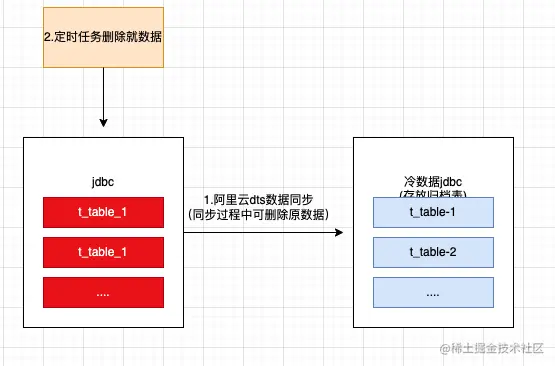 2.定时任务删除就数据
jdbc
t_table_1
t_table_1
....
1.阿里云dts数据同步
（同步过程中可删除原数据）
冷数据jdbc
(存放归档表)
t_table-1
t_table-2
....
@稀土掘金技术社区